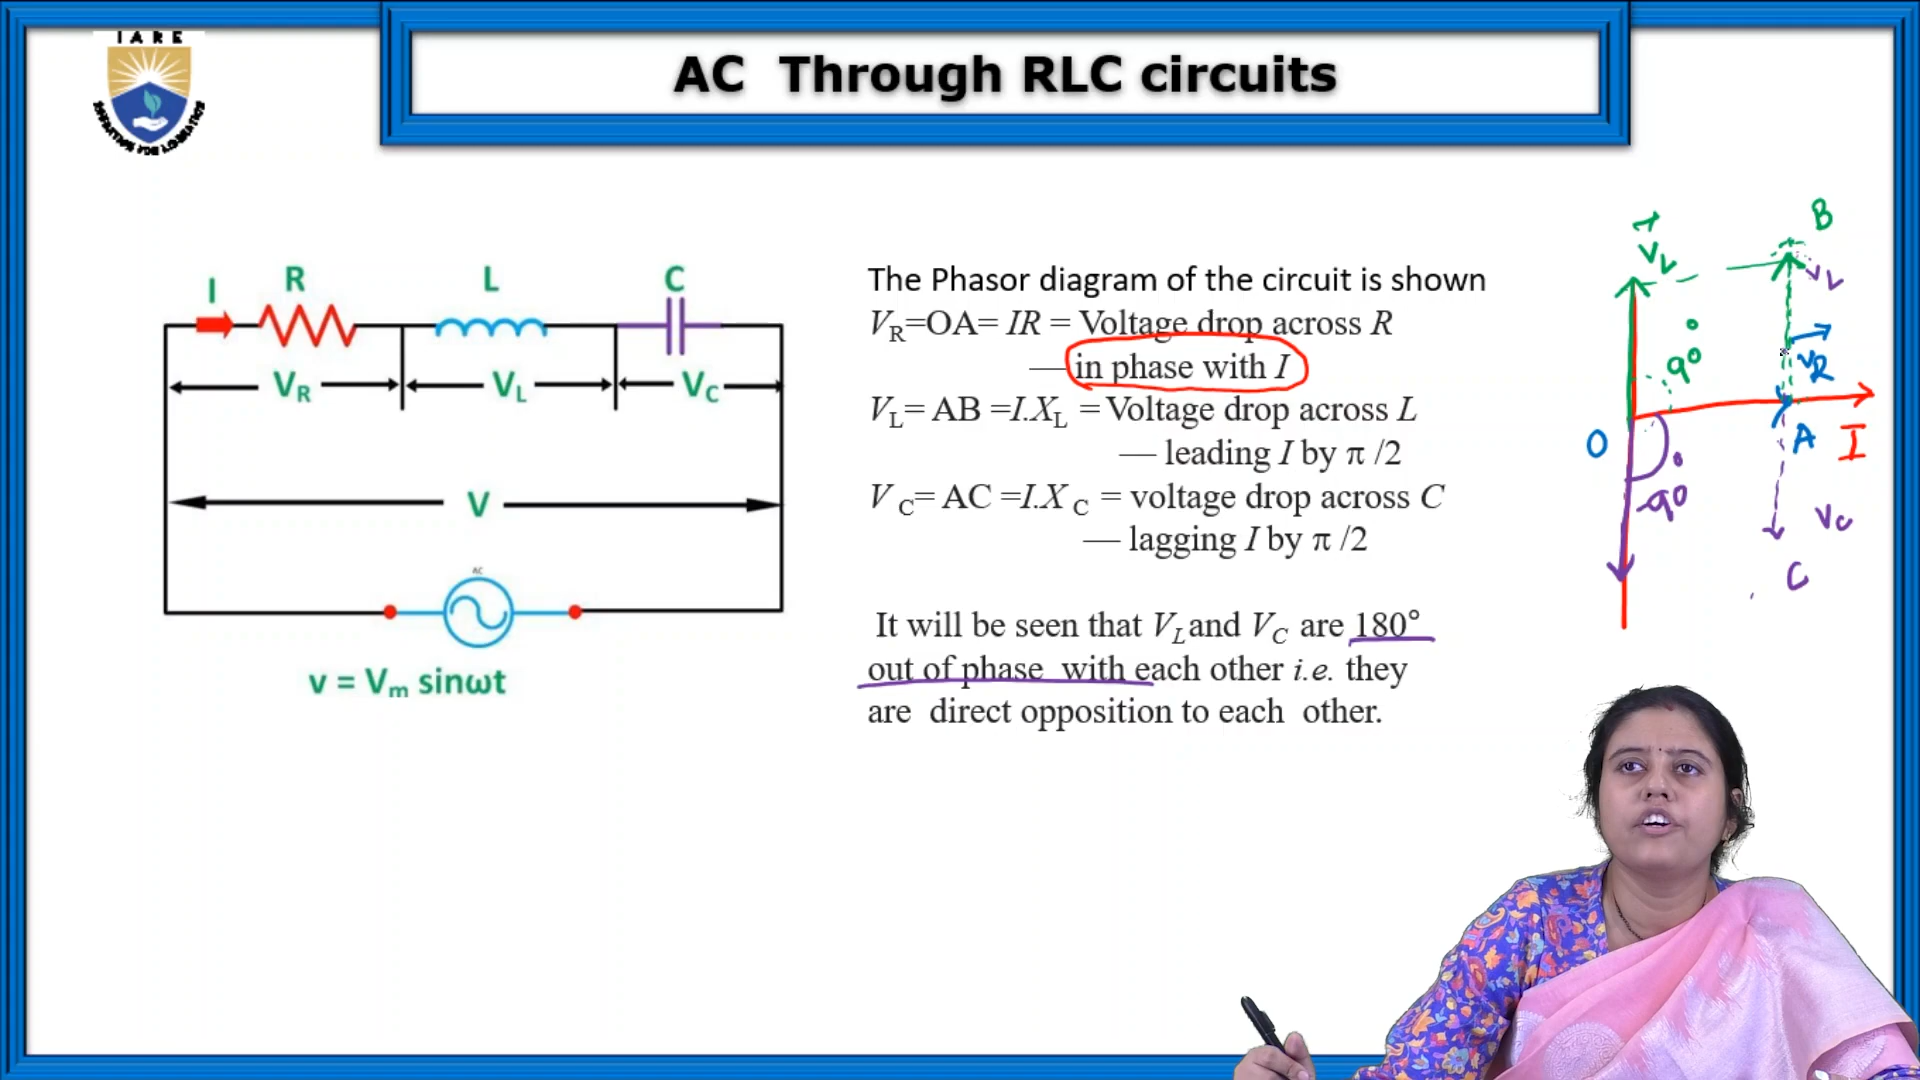 IARE
AC Through RLC circuits
I R L C
VR VL VC
V
AC
v = Vm sinωt
The Phasor diagram of the circuit is shown
VR=OA= IR = Voltage drop across R
— in phase with I
VL= AB =I.XL = Voltage drop across L
— leading I by π /2
V C= AC =I.X C = voltage drop across C
— lagging I by π /2
It will be seen that VL and VC are 180°
out of phase with each other i.e. they
are direct opposition to each other.
B
VL
VL
90°
VR
O A I
-90°
VC
C